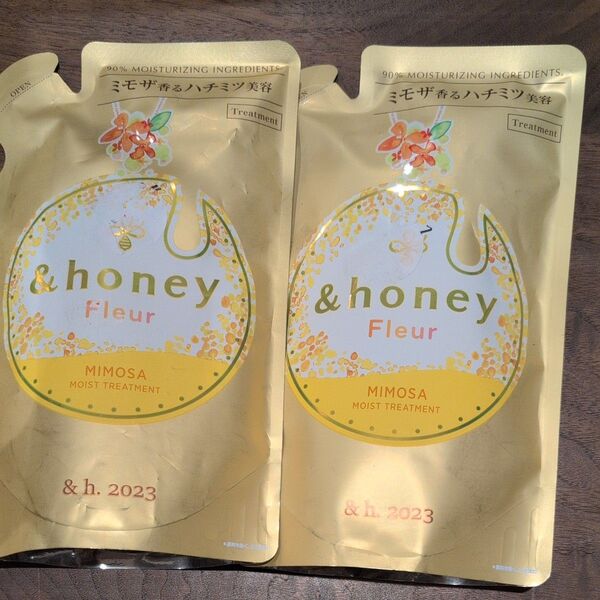 OPEN
90% MOISTURIZING INGREDIENTS.
ミモザ香るハチミツ美容
Treatment
&honey
Fleur
MIMOSA
MOIST TREATMENT
& h. 2023
90% MOISTURIZING INGREDIENTS.
ミモザ香るハチミツ美容
Treatment
&honey
Fleur
MIMOSA
MOIST TREATMENT
& h. 2023